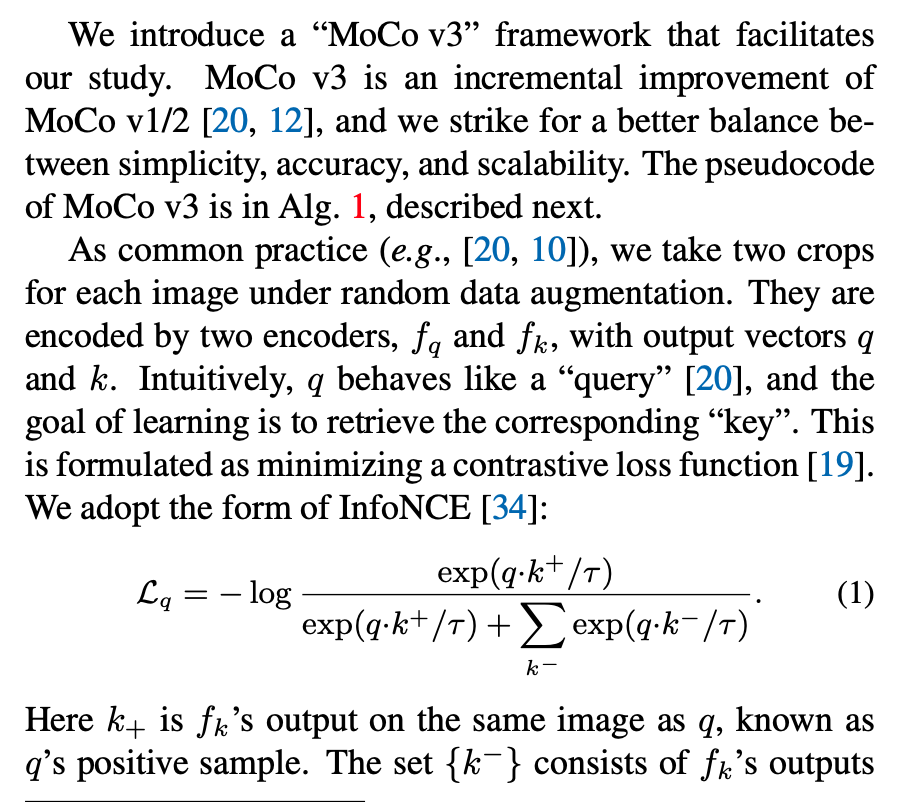 We introduce a “MoCo v3” framework that facilitates
our study. MoCo v3 is an incremental improvement of
MoCo v1/2 [20, 12], and we strike for a better balance be-
tween simplicity, accuracy, and scalability. The pseudocode
of MoCo v3 is in Alg. 1, described next.
As common practice (e.g., [20, 10]), we take two crops
for each image under random data augmentation. They are
encoded by two encoders, f_q and f_k, with output vectors q
and k. Intuitively, q behaves like a “query” [20], and the
goal of learning is to retrieve the corresponding “key”. This
is formulated as minimizing a contrastive loss function [19].
We adopt the form of InfoNCE [34]:
\mathcal{L}_q = -\log \frac{\exp(q \cdot k^+ / \tau)}{\exp(q \cdot k^+ / \tau) + \sum_{k^-} \exp(q \cdot k^- / \tau)}. (1)
Here k_+ is f_k’s output on the same image as q, known as
q’s positive sample. The set {k^-} consists of f_k’s outputs